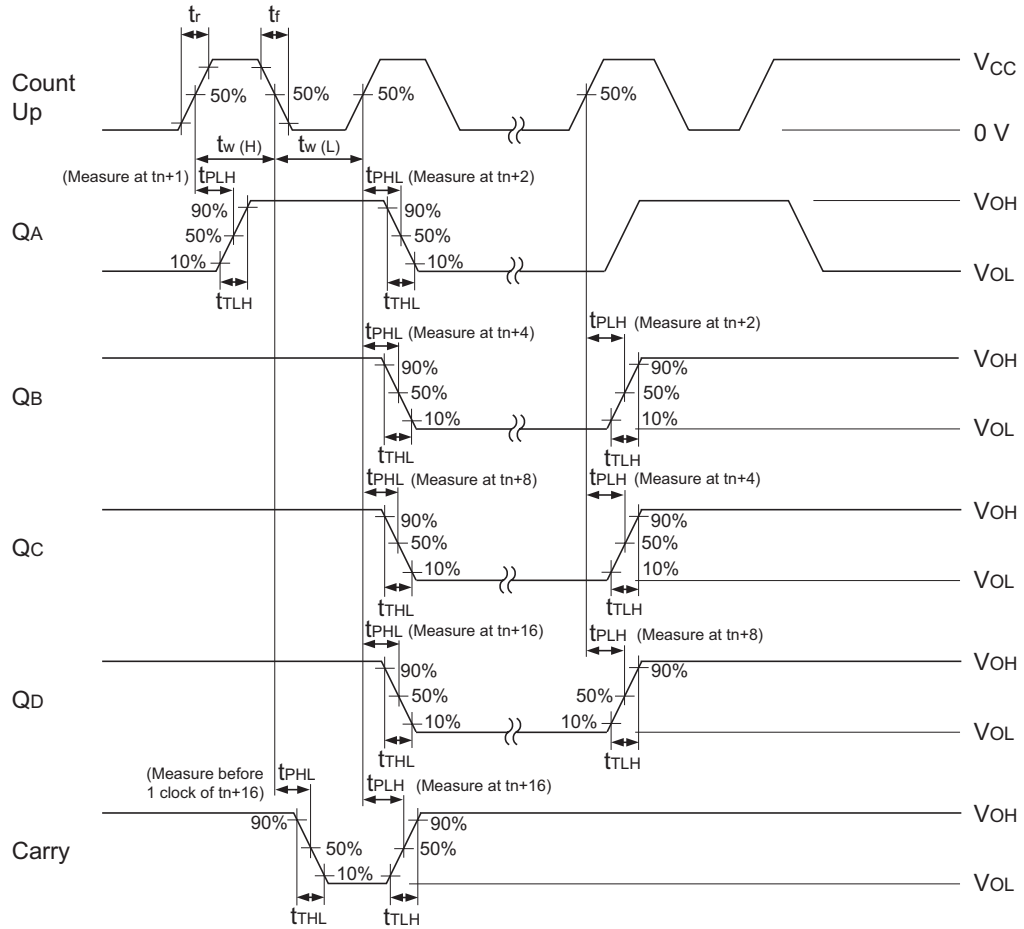 tr tf
Count
Up
50% 50% 50% 50%
VCC
0 V
tw (H) tw (L)
(Measure at tn+1) tPLH tPHL (Measure at tn+2)
QA
90% 90%
50% 50%
10% 10%
VOH
VOL
tTLH tTHL
tPHL (Measure at tn+4) tPLH (Measure at tn+2)
QB
90% 90%
50% 50%
10% 10%
VOH
VOL
tTHL tTLH
tPHL (Measure at tn+8) tPLH (Measure at tn+4)
QC
90% 90%
50% 50%
10% 10%
VOH
VOL
tTHL tTLH
tPHL (Measure at tn+16) tPLH (Measure at tn+8)
QD
90% 90%
50% 50%
10% 10%
VOH
VOL
tTHL tTLH
(Measure before
1 clock of tn+16)
tPHL tPLH (Measure at tn+16)
Carry
90% 90%
50% 50%
10% 10%
VOH
VOL
tTHL tTLH